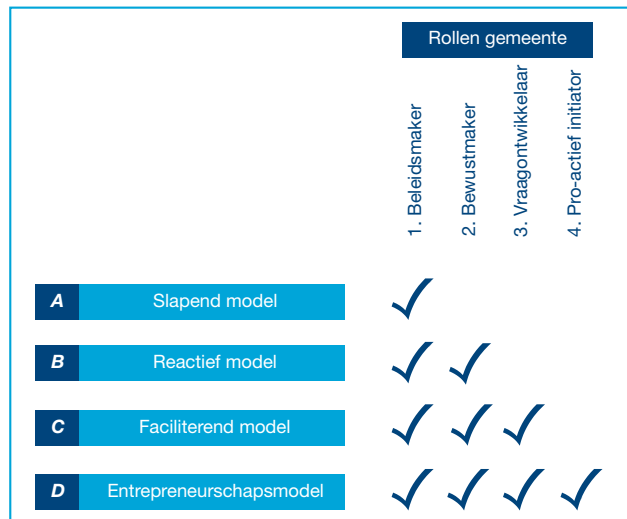 Rollen gemeente
1. Beleidsmaker
2. Bewustmaker
3. Vraagontwikkelaar
4. Pro-actief initiator
A Slapend model
B Reactief model
C Faciliterend model
D Entrepreneurschapsmodel